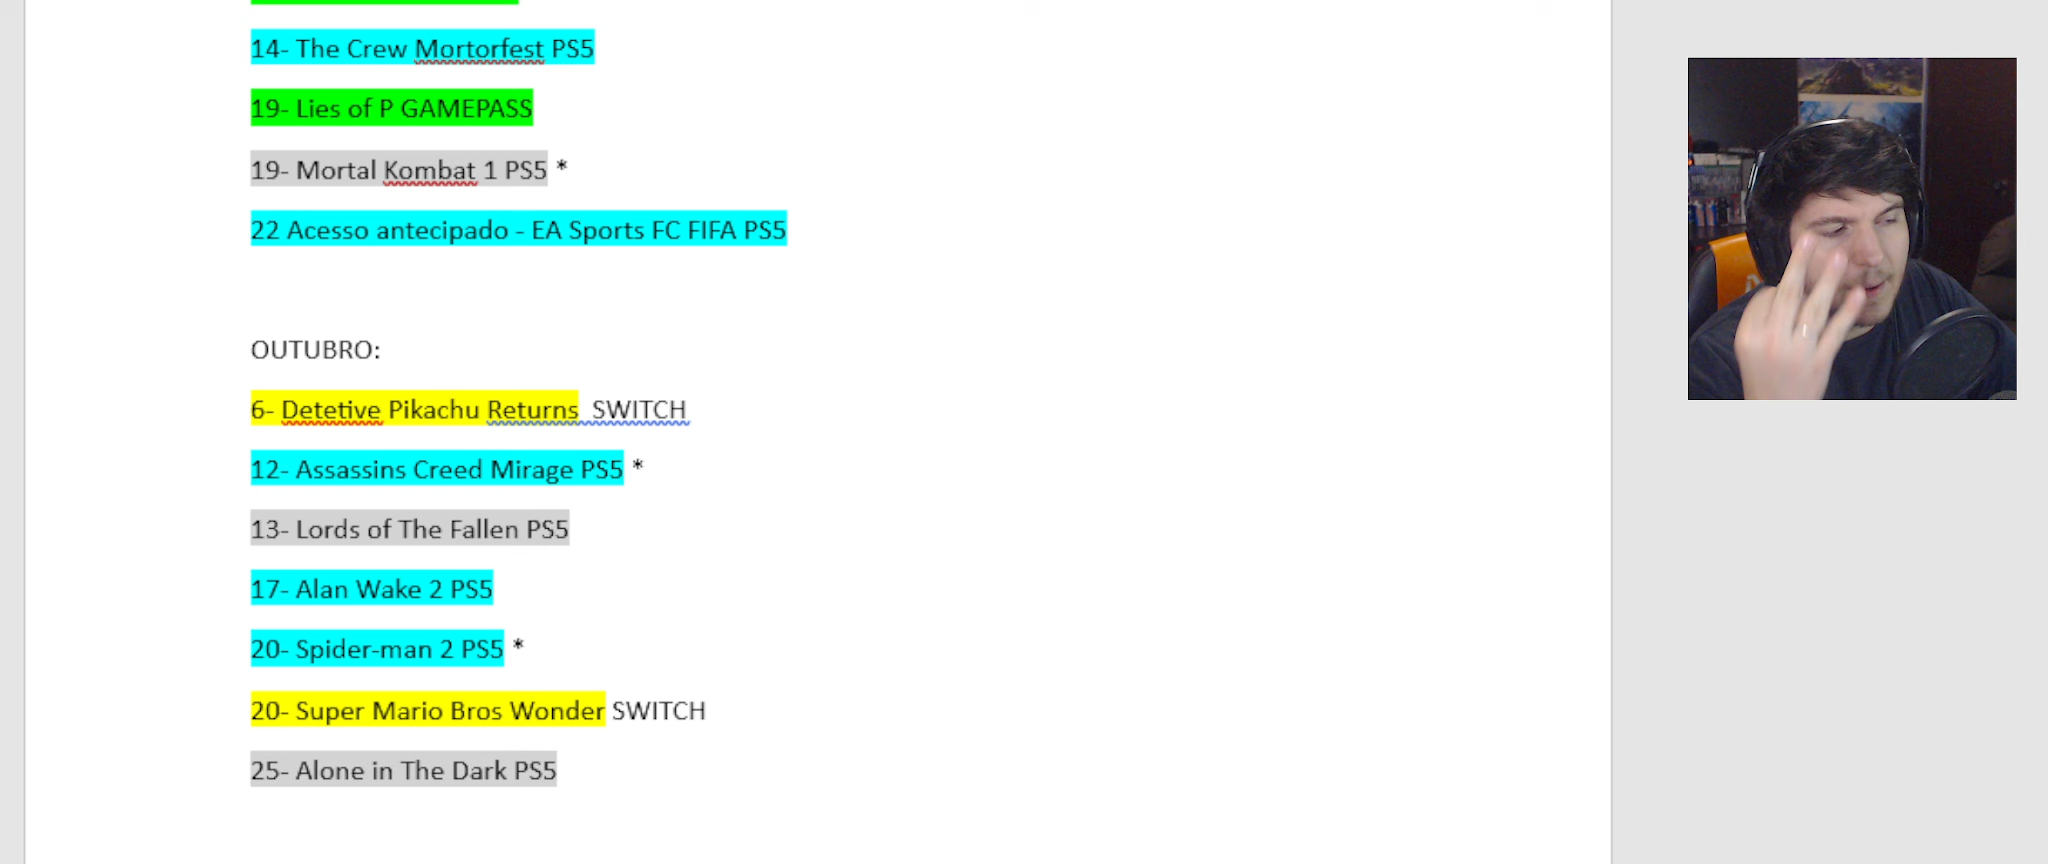 14- The Crew Mortorfest PS5
19- Lies of P GAMEPASS
19- Mortal Kombat 1 PS5 *
22 Acesso antecipado - EA Sports FC FIFA PS5
OUTUBRO:
6- Detetive Pikachu Returns  SWITCH
12- Assassins Creed Mirage PS5 *
13- Lords of The Fallen PS5
17- Alan Wake 2 PS5
20- Spider-man 2 PS5 *
20- Super Mario Bros Wonder SWITCH
25- Alone in The Dark PS5